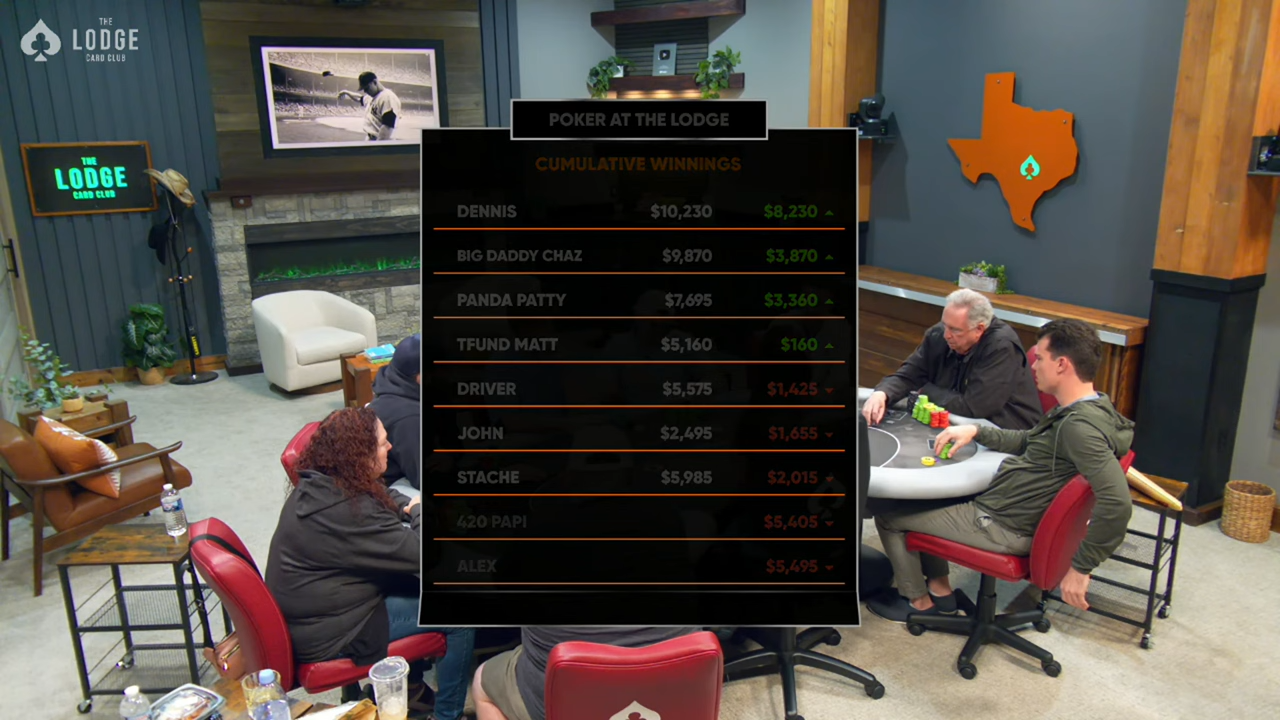 THE
LODGE
CARD CLUB
THE
LODGE
CARD CLUB
POKER AT THE LODGE
CUMULATIVE WINNINGS
DENNIS $10,230 $8,230
BIG DADDY CHAZ $9,870 $3,870
PANDA PATTY $7,695 $3,360
TFUND MATT $5,160 $160
DRIVER $5,575 $1,425
JOHN $2,495 $1,655
STACHE $5,985 $2,015
420 PAPI $5,405
ALEX $5,495